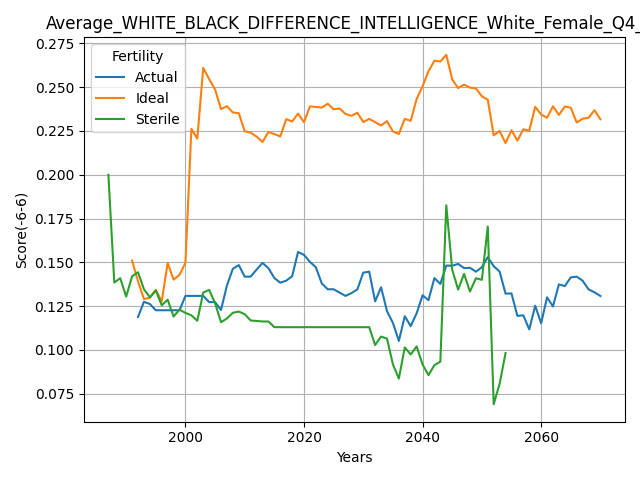 Average_WHITE_BLACK_DIFFERENCE_INTELLIGENCE_White_Female_Q4_
Fertility
Actual
Ideal
Sterile
0.275
0.250
0.225
0.200
0.175
0.150
0.125
0.100
0.075
Score(-6-6)
2000
2020
2040
2060
Years